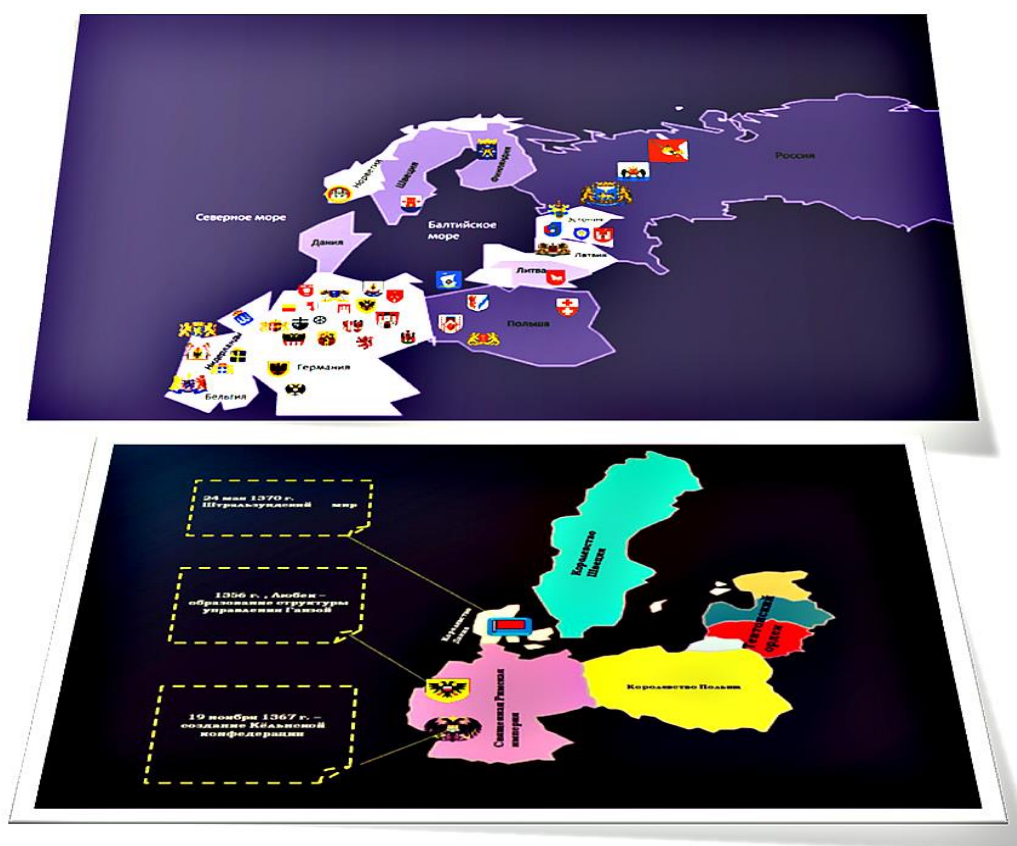 Россия
Норвегия
Швеция
Финляндия
Северное море
Балтийское
море
Дания
Эстония
Латвия
Литва
Польша
Нидерланды
Германия
Бельгия
24 мая 1370 г.
Штральзундский мир
1356 г. , Любек –
образование структуры
управления Ганзой
19 ноября 1367 г. –
создание Кёльнской
конфедерации
Королевство
Швеция
Королевство
Дания
Тевтонский
орден
Королевство Польша
Священная Римская
империя